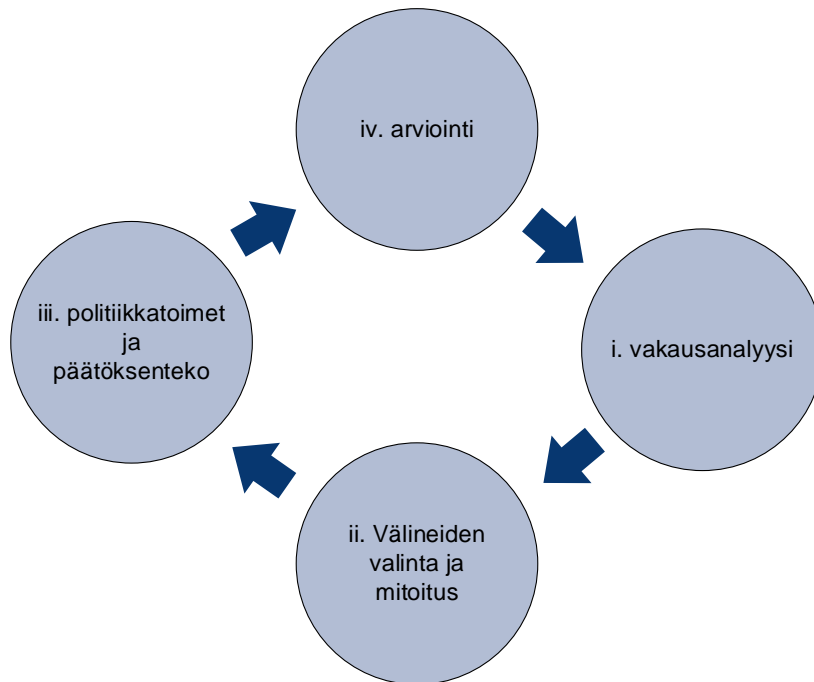 iv. arviointi
iii. politiikkatoimet
ja
päätöksenteko
i. vakausanalyysi
ii. Välineiden
valinta ja
mitoitus